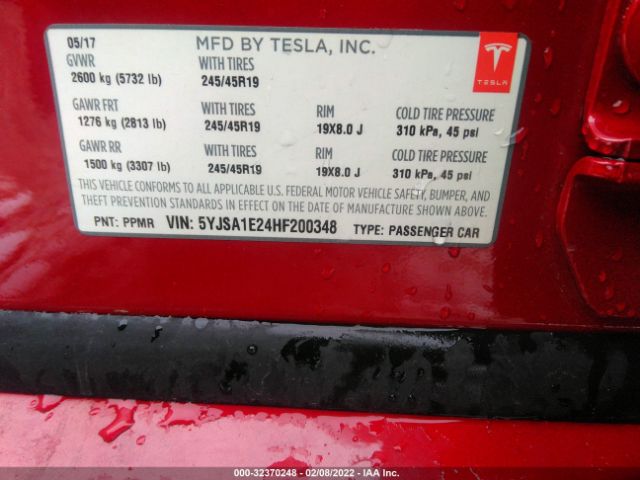 05/17 MFD BY TESLA, INC.
GVWR WITH TIRES
2600 kg (5732 lb) 245/45R19
TESLA
GAWR FRT WITH TIRES RIM COLD TIRE PRESSURE
1276 kg (2813 lb) 245/45R19 19X8.0 J 310 kPa, 45 psi
GAWR RR WITH TIRES RIM COLD TIRE PRESSURE
1500 kg (3307 lb) 245/45R19 19X8.0 J 310 kPa, 45 psi
THIS VEHICLE CONFORMS TO ALL APPLICABLE U.S. FEDERAL MOTOR VEHICLE SAFETY, BUMPER, AND
THEFT PREVENTION STANDARDS IN EFFECT ON THE DATE OF MANUFACTURE SHOWN ABOVE.
PNT: PPMR VIN: 5YJSA1E24HF200348 TYPE: PASSENGER CAR
000-32370248 - 02/08/2022 - IAA Corp.